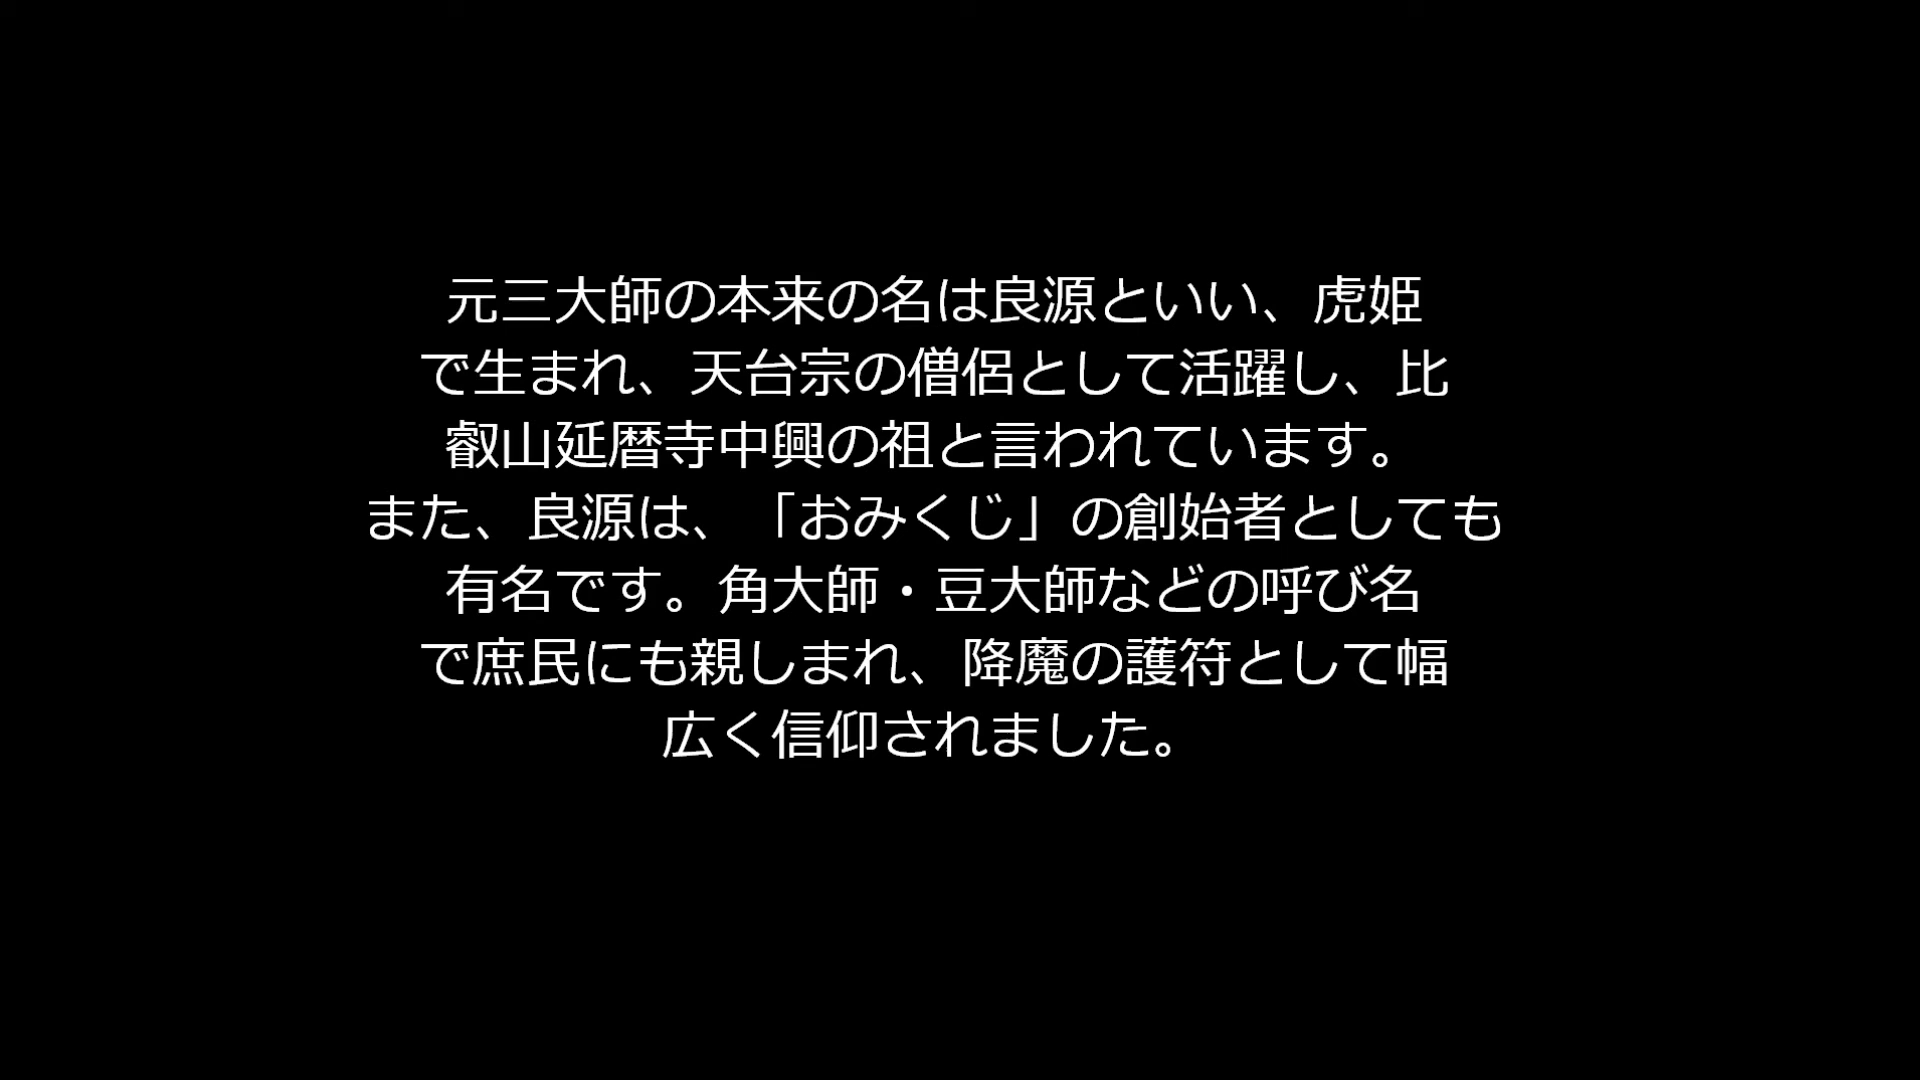 元三大師の本来の名は良源といい、虎姫
で生まれ、天台宗の僧侶として活躍し、比
叡山延暦寺中興の祖と言われています。
また、良源は、「おみくじ」の創始者としても
有名です。角大師・豆大師などの呼び名
で庶民にも親しまれ、降魔の護符として幅
広く信仰されました。